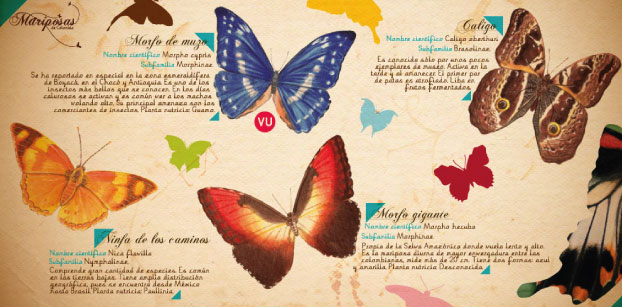 Mariposas
de Colombia
Morfo de muzo
Nombre científico Morpho cypris
Subfamilia Morphinae
Se ha reportado en especial en la zona esmeraldífera
de Boyacá, en el Chocó y Antioquia. Es uno de los
insectos más bellos que se conocen. En los días
calurosos se activan y es común ver a los machos
volando alto. Su principal amenaza son los
comerciantes de insectos. Planta nutricia: Guamo
VU
Caligo
Nombre científico Caligo oberthuri
Subfamilia Brasolinae
Es conocida sólo por unos pocos
ejemplares de museo. Activa en la
tarde y al amanecer. El primer par
de patas es atrofiado. Liba en
frutos fermentados.
Ninfa de los caminos
Nombre científico Nica flavilla
Subfamilia Nymphalinae
Comprende gran cantidad de especies. Es común
en las tierras bajas. Tiene amplia distribución
geográfica, pues se encuentra desde México
hasta Brasil. Planta nutricia: Paullinia
Morfo gigante
Nombre científico Morpho hecuba
Subfamilia Morphinae
Propia de la Selva Amazónica donde vuela lento y alto.
Es la mariposa diurna de mayor envergadura entre las
colombianas, mide más de 20 cm. Tiene dos formas: azul
y amarilla. Planta nutricia: Desconocida